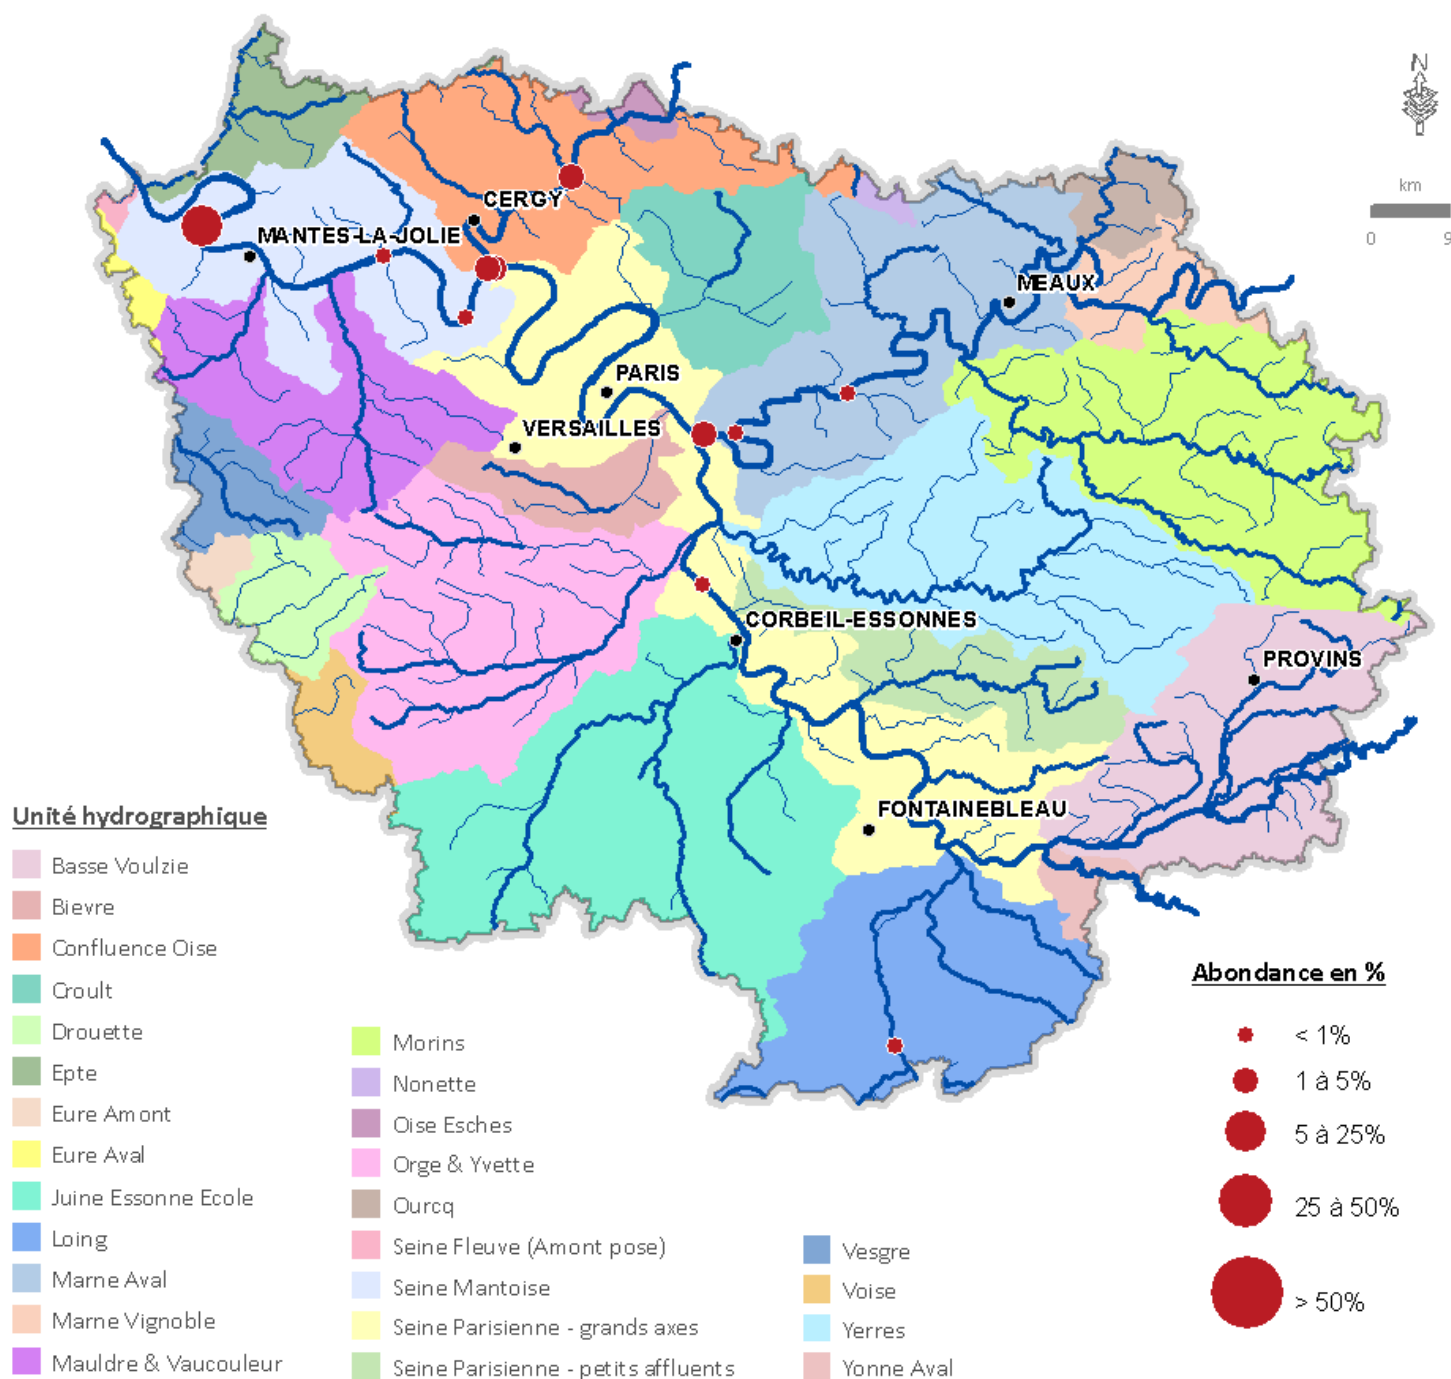 N
km
0 9
CERGY
MANTES-LA-JOLIE
MEAUX
PARIS
VERSAILLES
CORBEIL-ESSONNES
PROVINS
FONTAINEBLEAU
Unité hydrographique
Basse Voulzie
Bievre
Confluence Oise
Croult
Drouette
Epte
Eure Amont
Eure Aval
Juine Essonne Ecole
Loing
Marne Aval
Marne Vignoble
Mauldre & Vaucouleur
Morins
Nonette
Oise Esches
Orge & Yvette
Ourcq
Seine Fleuve (Amont pose)
Seine Mantoise
Seine Parisienne - grands axes
Seine Parisienne - petits affluents
Vesgre
Voise
Yerres
Yonne Aval
Abondance en %
< 1%
1 à 5%
5 à 25%
25 à 50%
> 50%